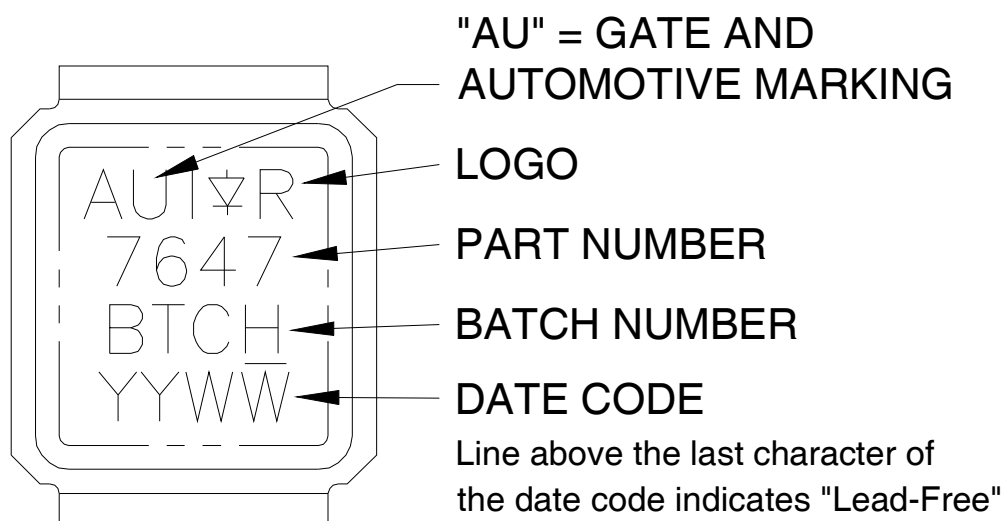 "AU" = GATE AND
AUTOMOTIVE MARKING
AUI R
LOGO
7647
PART NUMBER
BTCH
BATCH NUMBER
YYWW
DATE CODE
Line above the last character of
the date code indicates "Lead-Free"